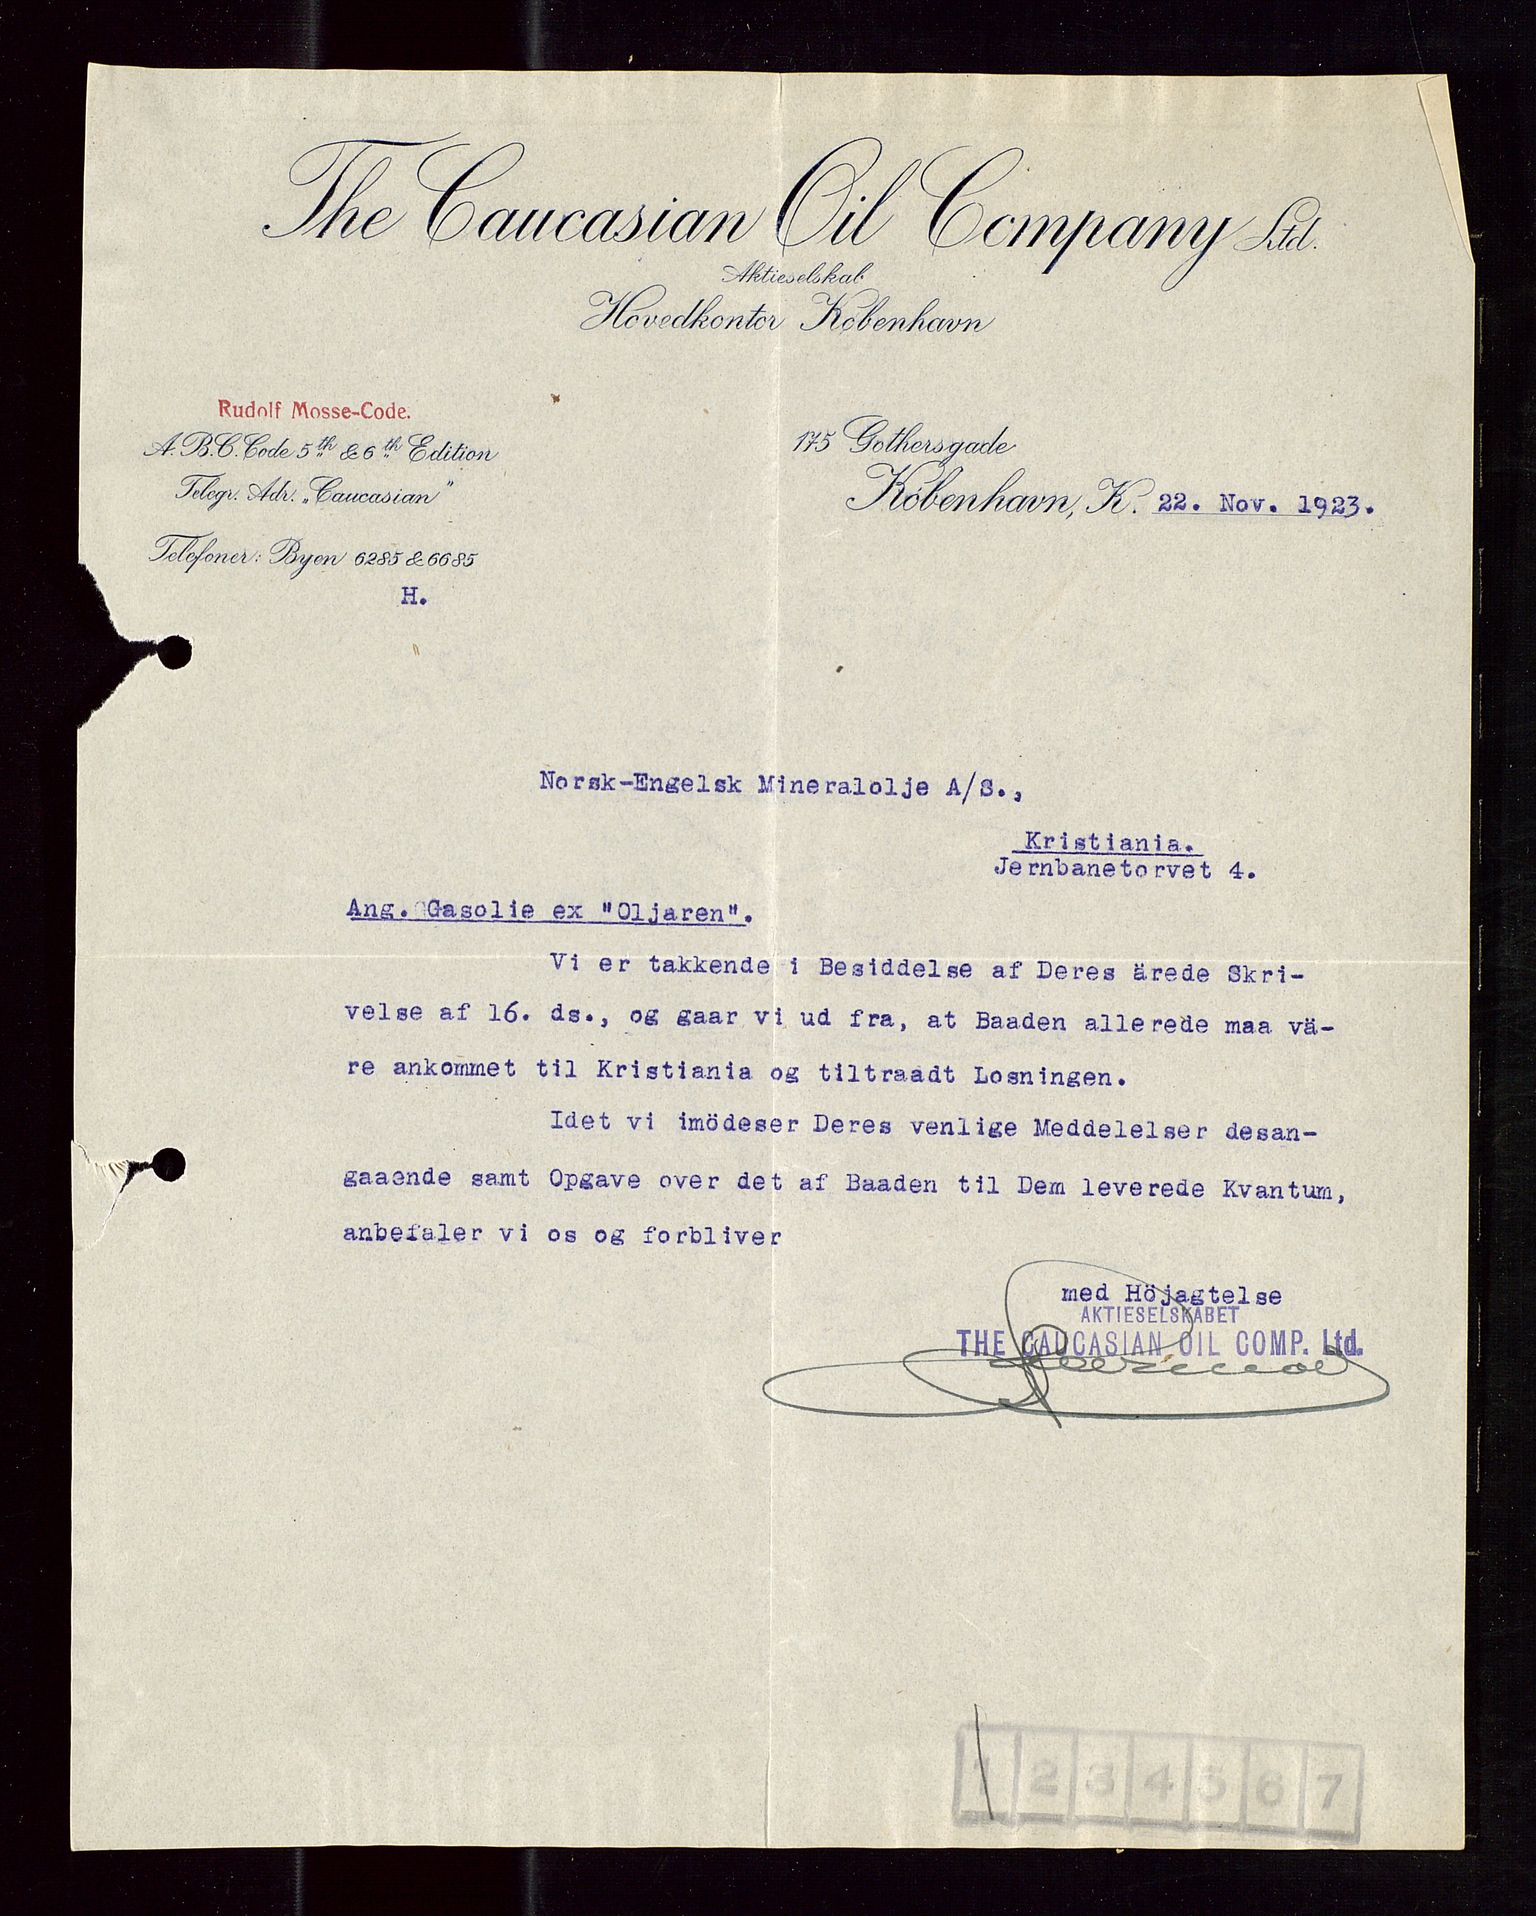 The Caucasian Oil Company Ltd.
Aktieselskab
Hovedkontor København
Rudolf Mosse-Code.
A.B.C. Code 5th & 6th Edition
Telegr. Adr. „Caucasian"
Telefoner: Byen 6285 & 6685
H.
175 Gothersgade
København, K. 22. Nov. 1923.
Norsk-Engelsk Mineralolje A/S.,
Kristiania.
Jernbanetorvet 4.
Ang. Gasolie ex "Oljaren".
Vi er takkende i Besiddelse af Deres ärede Skri-
velse af 16. ds., og gaar vi ud fra, at Baaden allerede maa vä-
re ankommet til Kristiania og tiltraadt Losningen.
Idet vi imödeser Deres venlige Meddelelser desan-
gaaende samt Opgave over det af Baaden til Dem leverede Kvantum,
anbefaler vi os og forbliver
med Höjagtelse
AKTIESELSKABET
THE CAUCASIAN OIL COMP. Ltd.
1 2 3 4 5 6 7